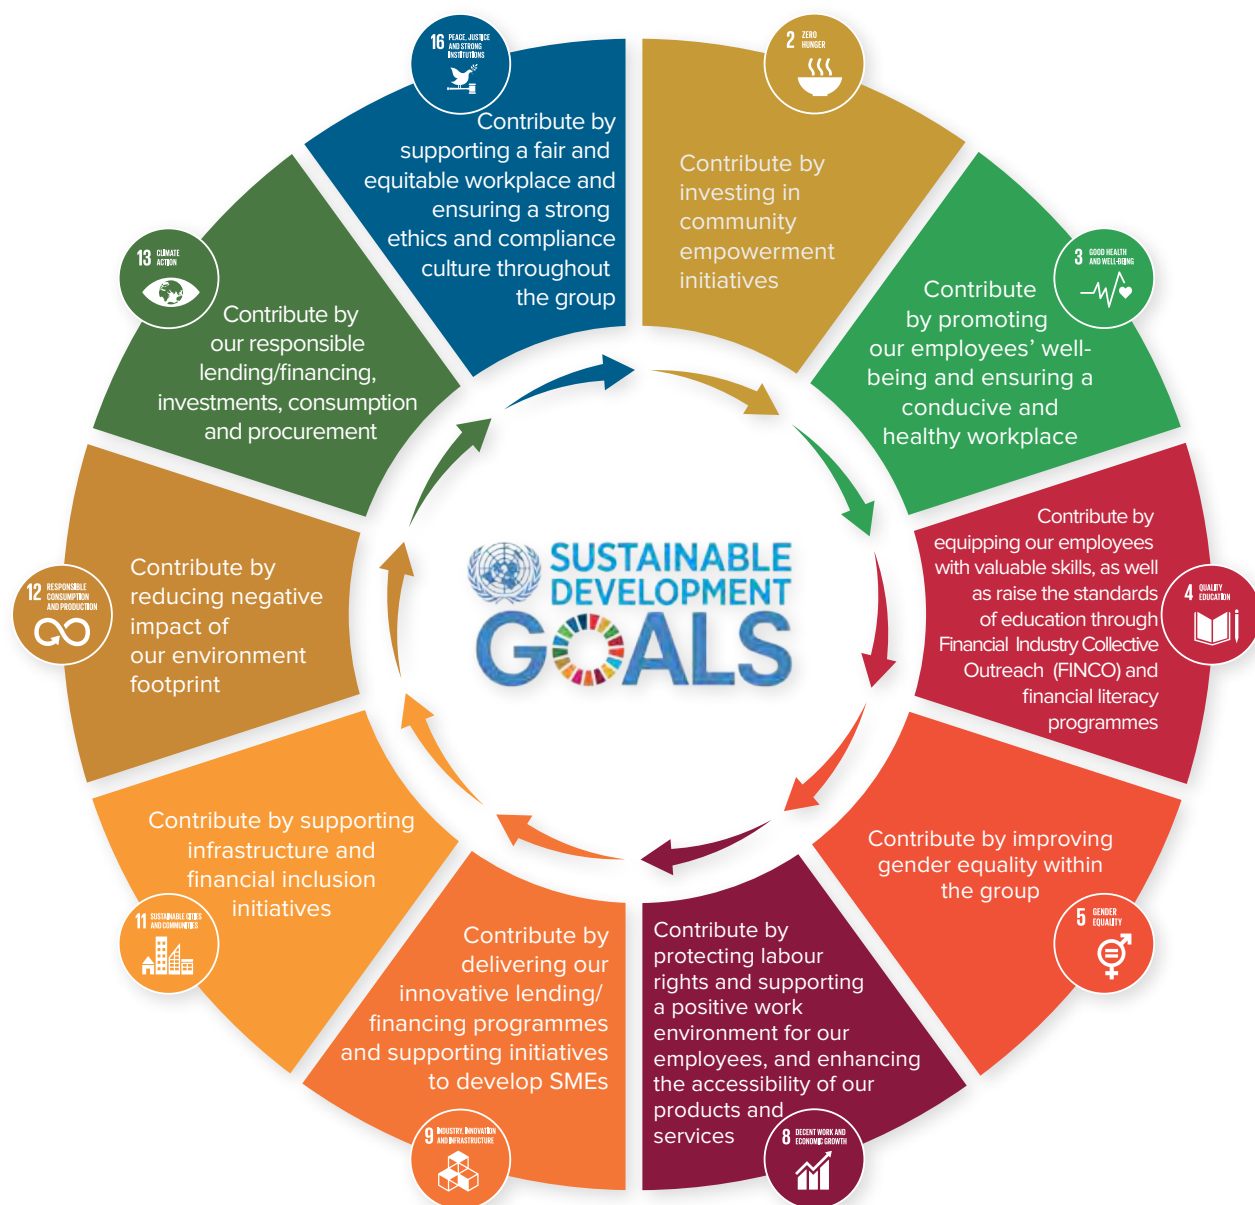 16 PEACE, JUSTICE
AND STRONG
INSTITUTIONS
Contribute by
supporting a fair and
equitable workplace and
ensuring a strong
ethics and compliance
culture throughout
the group
2 ZERO
HUNGER
Contribute by
investing in
community
empowerment
initiatives
3 GOOD HEALTH
AND WELL-BEING
Contribute
by promoting
our employees’ well-
being and ensuring a
conducive and
healthy workplace
4 QUALITY
EDUCATION
Contribute by
equipping our employees
with valuable skills, as well
as raise the standards
of education through
Financial Industry Collective
Outreach (FINCO) and
financial literacy
programmes
5 GENDER
EQUALITY
Contribute by improving
gender equality within
the group
8 DECENT WORK AND
ECONOMIC GROWTH
Contribute by
protecting labour
rights and supporting
a positive work
environment for our
employees, and enhancing
the accessibility of our
products and
services
9 INDUSTRY, INNOVATION
AND INFRASTRUCTURE
Contribute by
delivering our
innovative lending/
financing programmes
and supporting initiatives
to develop SMEs
11 SUSTAINABLE CITIES
AND COMMUNITIES
Contribute by supporting
infrastructure and
financial inclusion
initiatives
12 RESPONSIBLE
CONSUMPTION
AND PRODUCTION
Contribute by
reducing negative
impact of
our environment
footprint
13 CLIMATE
ACTION
Contribute by
our responsible
lending/financing,
investments, consumption
and procurement
SUSTAINABLE
DEVELOPMENT
GOALS